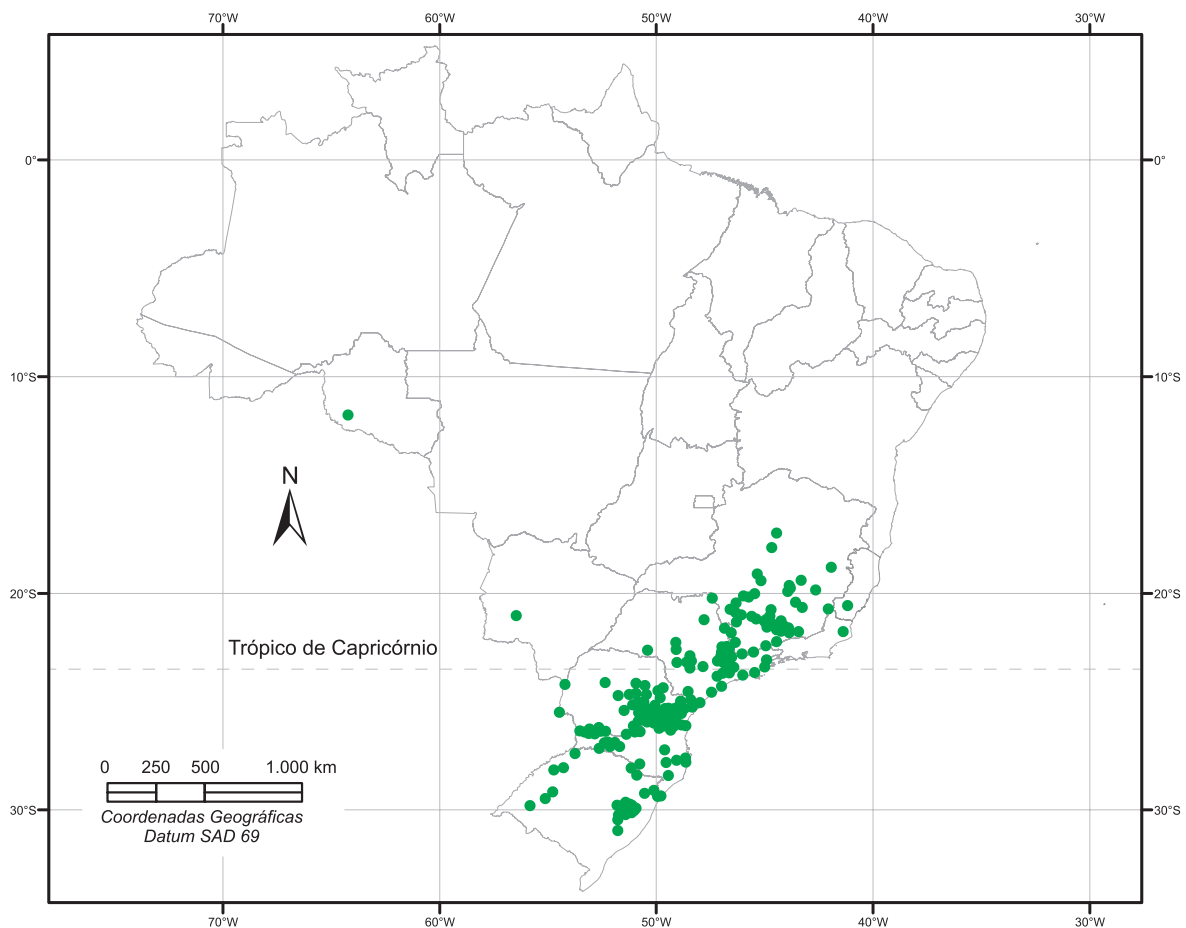 70°W 60°W 50°W 40°W 30°W
0° 0°
10°S 10°S
N
20°S 20°S
Trópico de Capricórnio
0 250 500 1.000 km
30°S 30°S
Coordenadas Geográficas
Datum SAD 69
70°W 60°W 50°W 40°W 30°W